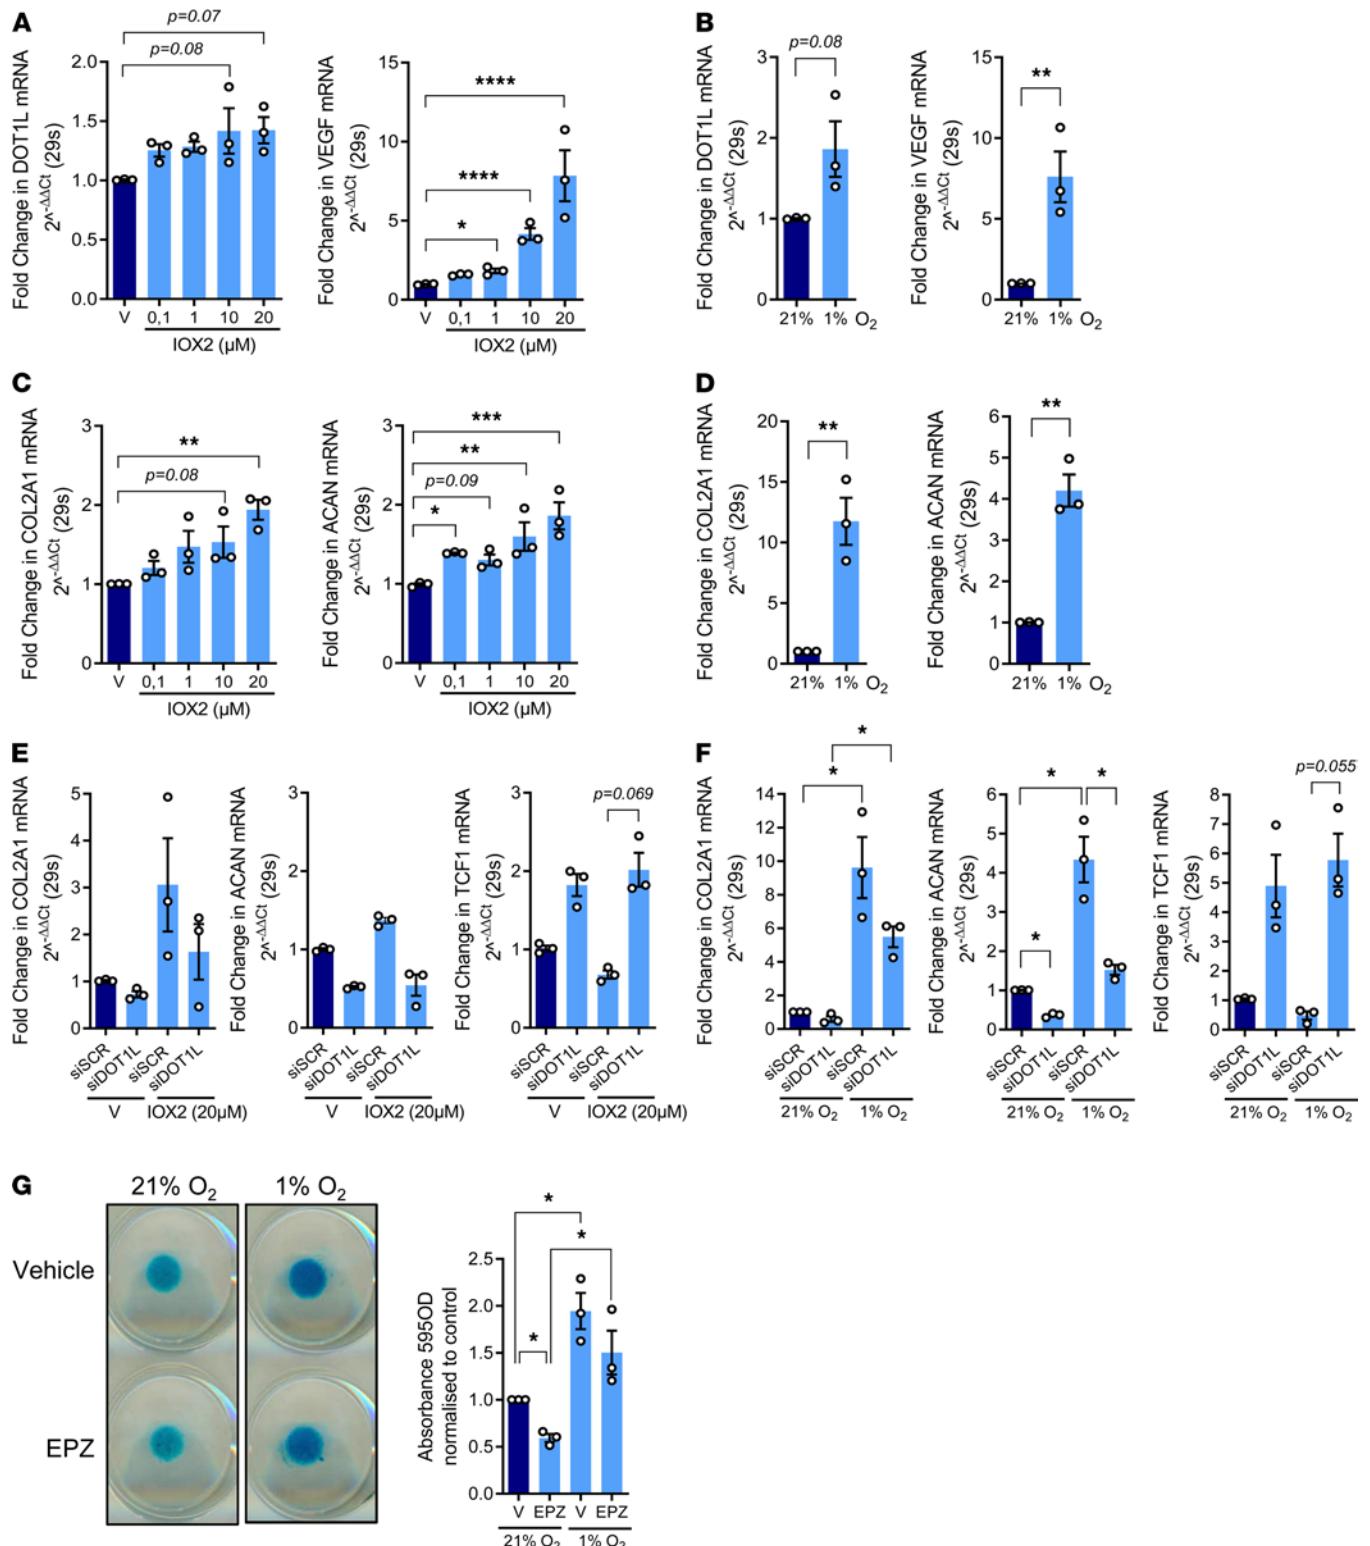 A
p=0.07
p=0.08
Fold Change in DOT1L mRNA
2^-ΔΔCt (29s)
2.0
1.5
1.0
0.5
0.0
V 0,1 1 10 20
IOX2 (µM)
****
****
*
Fold Change in VEGF mRNA
2^-ΔΔCt (29s)
15
10
5
0
V 0,1 1 10 20
IOX2 (µM)
B
p=0.08
Fold Change in DOT1L mRNA
2^-ΔΔCt (29s)
3
2
1
0
21% 1% O2
**
Fold Change in VEGF mRNA
2^-ΔΔCt (29s)
15
10
5
0
21% 1% O2
C
**
p=0.08
Fold Change in COL2A1 mRNA
2^-ΔΔCt (29s)
3
2
1
0
V 0,1 1 10 20
IOX2 (µM)
***
**
p=0.09
*
Fold Change in ACAN mRNA
2^-ΔΔCt (29s)
3
2
1
0
V 0,1 1 10 20
IOX2 (µM)
D
**
Fold Change in COL2A1 mRNA
2^-ΔΔCt (29s)
20
15
10
5
0
21% 1% O2
**
Fold Change in ACAN mRNA
2^-ΔΔCt (29s)
6
5
4
3
2
1
0
21% 1% O2
E
Fold Change in COL2A1 mRNA
2^-ΔΔCt (29s)
5
4
3
2
1
0
siSCR siDOT1L siSCR siDOT1L
V IOX2 (20µM)
Fold Change in ACAN mRNA
2^-ΔΔCt (29s)
3
2
1
0
siSCR siDOT1L siSCR siDOT1L
V IOX2 (20µM)
p=0.069
Fold Change in TCF1 mRNA
2^-ΔΔCt (29s)
3
2
1
0
siSCR siDOT1L siSCR siDOT1L
V IOX2 (20µM)
F
*
*
Fold Change in COL2A1 mRNA
2^-ΔΔCt (29s)
14
12
10
8
6
4
2
0
siSCR siDOT1L siSCR siDOT1L
21% O2 1% O2
* *
*
Fold Change in ACAN mRNA
2^-ΔΔCt (29s)
6
5
4
3
2
1
0
siSCR siDOT1L siSCR siDOT1L
21% O2 1% O2
p=0.055
Fold Change in TCF1 mRNA
2^-ΔΔCt (29s)
8
7
6
5
4
3
2
1
0
siSCR siDOT1L siSCR siDOT1L
21% O2 1% O2
G
21% O2 1% O2
Vehicle
EPZ
*
*
*
Absorbance 595OD
normalised to control
2.5
2.0
1.5
1.0
0.5
0.0
V EPZ V EPZ
21% O2 1% O2